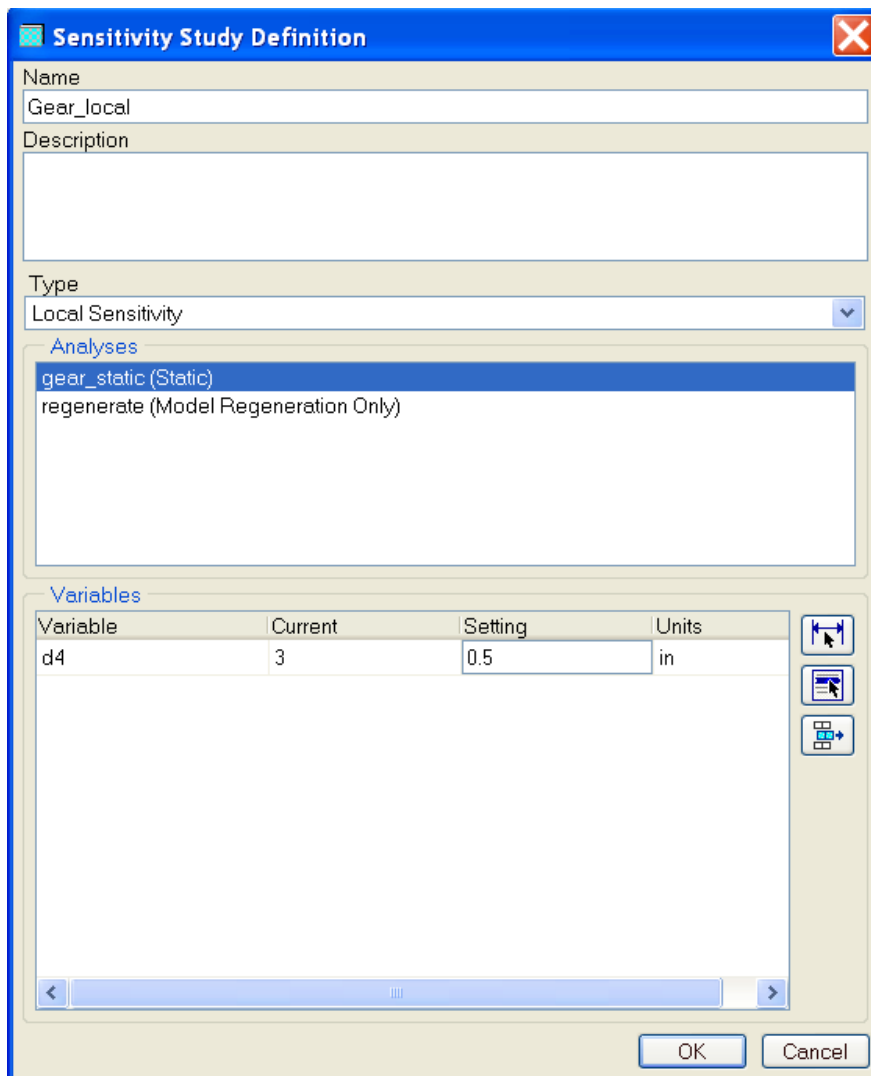 Sensitivity Study Definition
Name
Gear_local
Description
Type
Local Sensitivity
Analyses
gear_static (Static)
regenerate (Model Regeneration Only)
Variables
Variable Current Setting Units
d4 3 0.5 in
OK Cancel